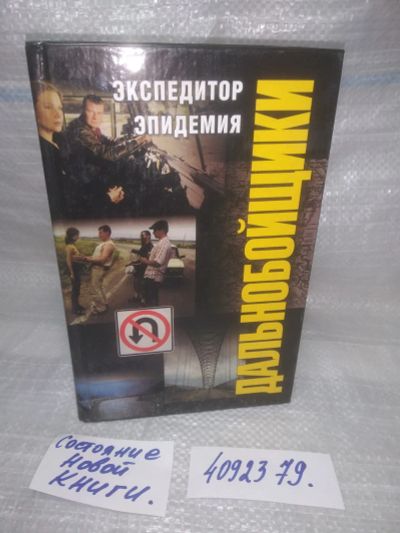 ЭКСПЕДИТОР
ЭПИДЕМИЯ
ДАЛЬНОБОЙЩИКИ
Состояние
новой
книги.
4092379.